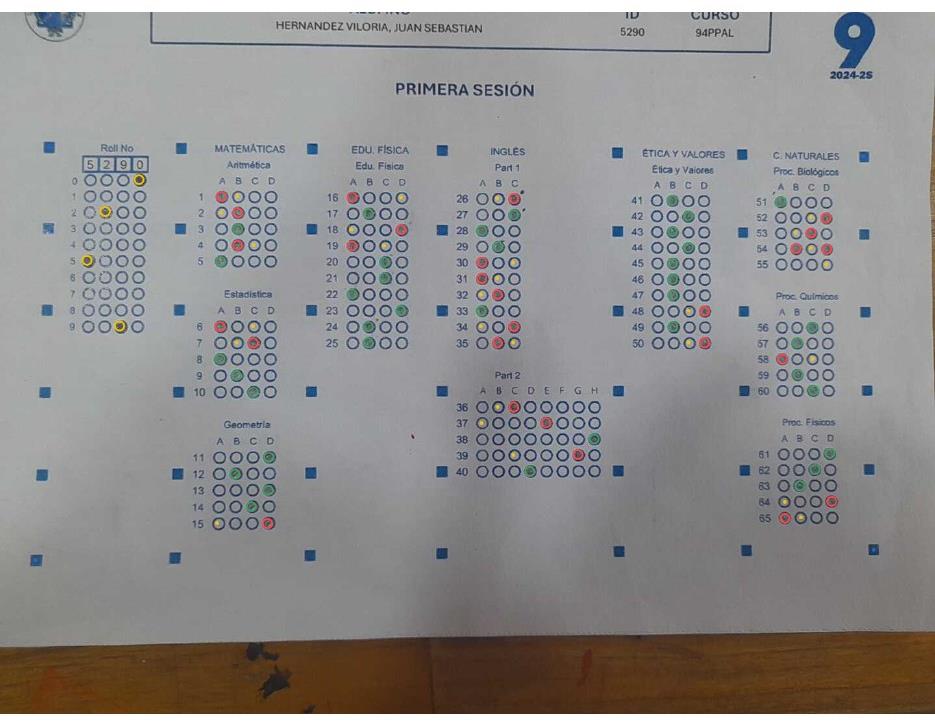 HERNANDEZ VILORIA, JUAN SEBASTIAN
ID
5290
CURSO
94PPAL
9
2024-2S
PRIMERA SESIÓN
Roll No
5 2 9 0
0
1
2
3
4
5
6
7
8
9
MATEMÁTICAS
Aritmética
A B C D
1
2
3
4
5
Estadística
A B C D
6
7
8
9
10
Geometría
A B C D
11
12
13
14
15
EDU. FÍSICA
Edu. Física
A B C D
16
17
18
19
20
21
22
23
24
25
INGLÉS
Part 1
A B C
26
27
28
29
30
31
32
33
34
35
Part 2
A B C D E F G H
36
37
38
39
40
ÉTICA Y VALORES
Ética y Valores
A B C D
41
42
43
44
45
46
47
48
49
50
C. NATURALES
Proc. Biológicos
A B C D
51
52
53
54
55
Proc. Químicos
A B C D
56
57
58
59
60
Proc. Físicos
A B C D
61
62
63
64
65